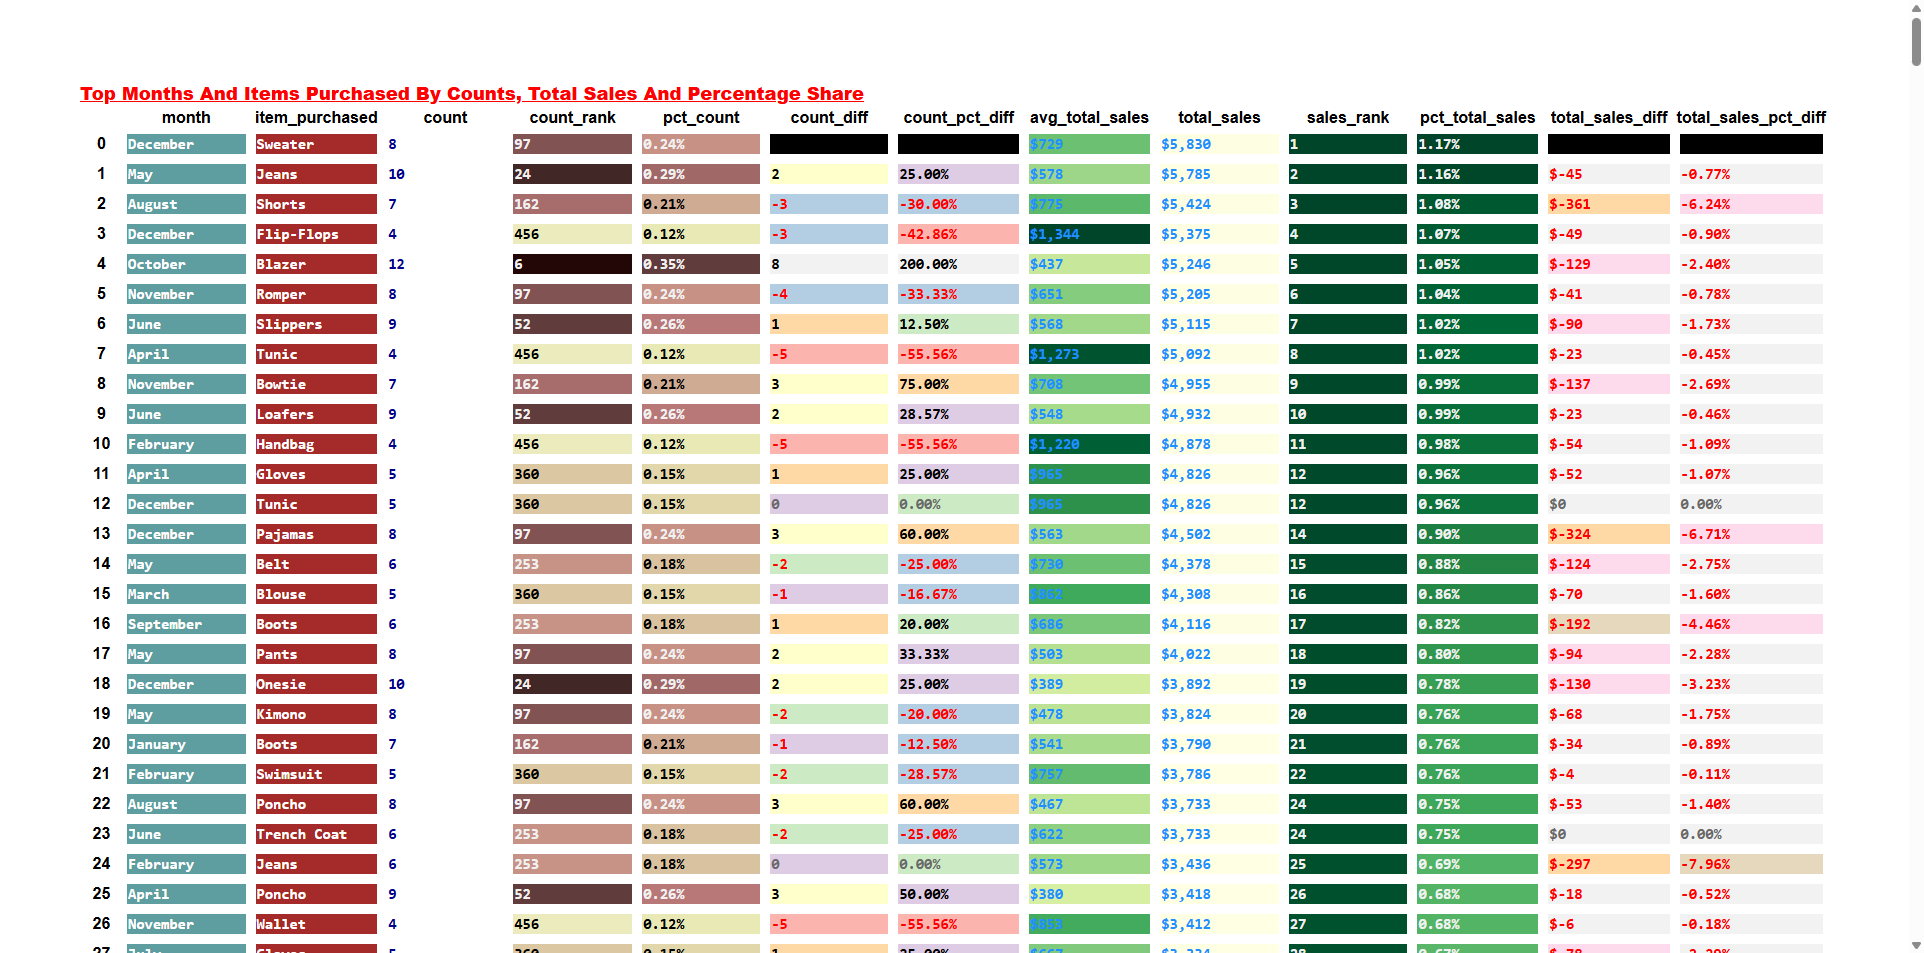 Top Months And Items Purchased By Counts, Total Sales And Percentage Share
month item_purchased count count_rank pct_count count_diff count_pct_diff avg_total_sales total_sales sales_rank pct_total_sales total_sales_diff total_sales_pct_diff
0 December Sweater 8 97 0.24% $729 $5,830 1 1.17%
1 May Jeans 10 24 0.29% 2 25.00% $578 $5,785 2 1.16% $-45 -0.77%
2 August Shorts 7 162 0.21% -3 -30.00% $775 $5,424 3 1.08% $-361 -6.24%
3 December Flip-Flops 4 456 0.12% -3 -42.86% $1,344 $5,375 4 1.07% $-49 -0.90%
4 October Blazer 12 6 0.35% 8 200.00% $437 $5,246 5 1.05% $-129 -2.40%
5 November Romper 8 97 0.24% -4 -33.33% $651 $5,205 6 1.04% $-41 -0.78%
6 June Slippers 9 52 0.26% 1 12.50% $568 $5,115 7 1.02% $-90 -1.73%
7 April Tunic 4 456 0.12% -5 -55.56% $1,273 $5,092 8 1.02% $-23 -0.45%
8 November Bowtie 7 162 0.21% 3 75.00% $708 $4,955 9 0.99% $-137 -2.69%
9 June Loafers 9 52 0.26% 2 28.57% $548 $4,932 10 0.99% $-23 -0.46%
10 February Handbag 4 456 0.12% -5 -55.56% $1,220 $4,878 11 0.98% $-54 -1.09%
11 April Gloves 5 360 0.15% 1 25.00% $965 $4,826 12 0.96% $-52 -1.07%
12 December Tunic 5 360 0.15% 0 0.00% $965 $4,826 12 0.96% $0 0.00%
13 December Pajamas 8 97 0.24% 3 60.00% $563 $4,502 14 0.90% $-324 -6.71%
14 May Belt 6 253 0.18% -2 -25.00% $730 $4,378 15 0.88% $-124 -2.75%
15 March Blouse 5 360 0.15% -1 -16.67% $862 $4,308 16 0.86% $-70 -1.60%
16 September Boots 6 253 0.18% 1 20.00% $686 $4,116 17 0.82% $-192 -4.46%
17 May Pants 8 97 0.24% 2 33.33% $503 $4,022 18 0.80% $-94 -2.28%
18 December Onesie 10 24 0.29% 2 25.00% $389 $3,892 19 0.78% $-130 -3.23%
19 May Kimono 8 97 0.24% -2 -20.00% $478 $3,824 20 0.76% $-68 -1.75%
20 January Boots 7 162 0.21% -1 -12.50% $541 $3,790 21 0.76% $-34 -0.89%
21 February Swimsuit 5 360 0.15% -2 -28.57% $757 $3,786 22 0.76% $-4 -0.11%
22 August Poncho 8 97 0.24% 3 60.00% $467 $3,733 24 0.75% $-53 -1.40%
23 June Trench Coat 6 253 0.18% -2 -25.00% $622 $3,733 24 0.75% $0 0.00%
24 February Jeans 6 253 0.18% 0 0.00% $573 $3,436 25 0.69% $-297 -7.96%
25 April Poncho 9 52 0.26% 3 50.00% $380 $3,418 26 0.68% $-18 -0.52%
26 November Wallet 4 456 0.12% -5 -55.56% $853 $3,412 27 0.68% $-6 -0.18%